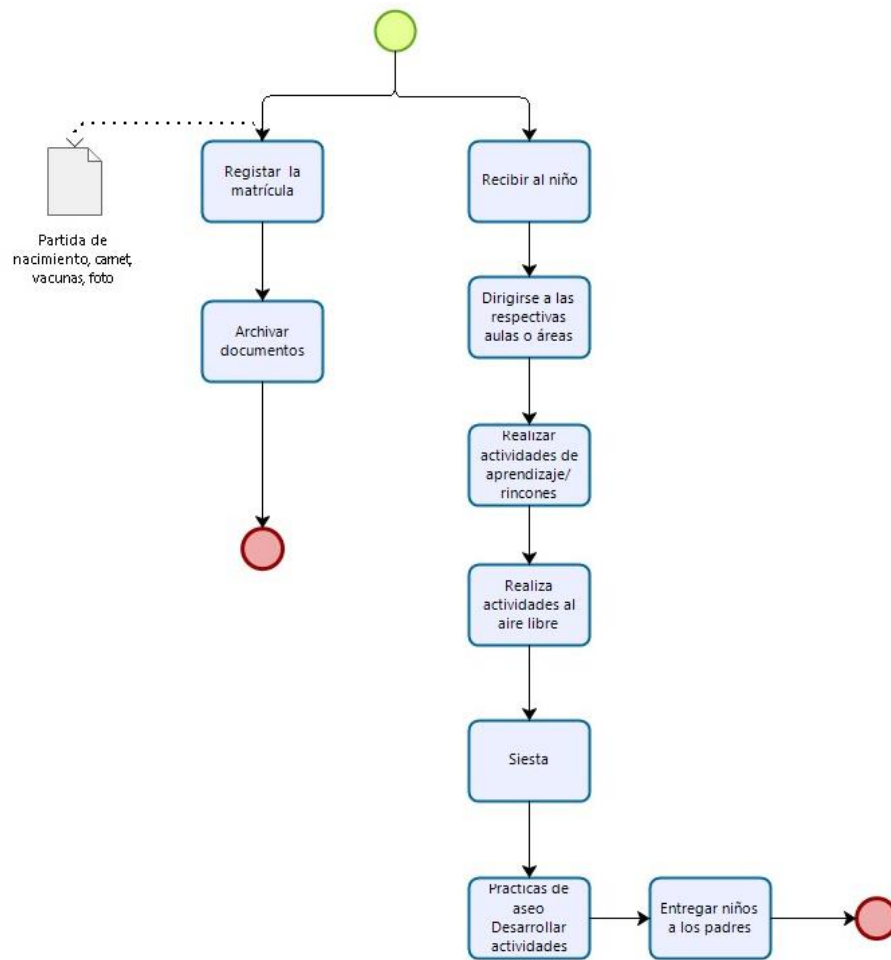 Registar la
matrícula
Recibir al niño
Partida de
nacimiento, carnet,
vacunas, foto
Archivar
documentos
Dirigirse a las
respectivas
aulas o áreas
Realizar
actividades de
aprendizaje/
rincones
Realiza
actividades al
aire libre
Siesta
Prácticas de
aseo
Desarrollar
actividades
Entregar niños
a los padres